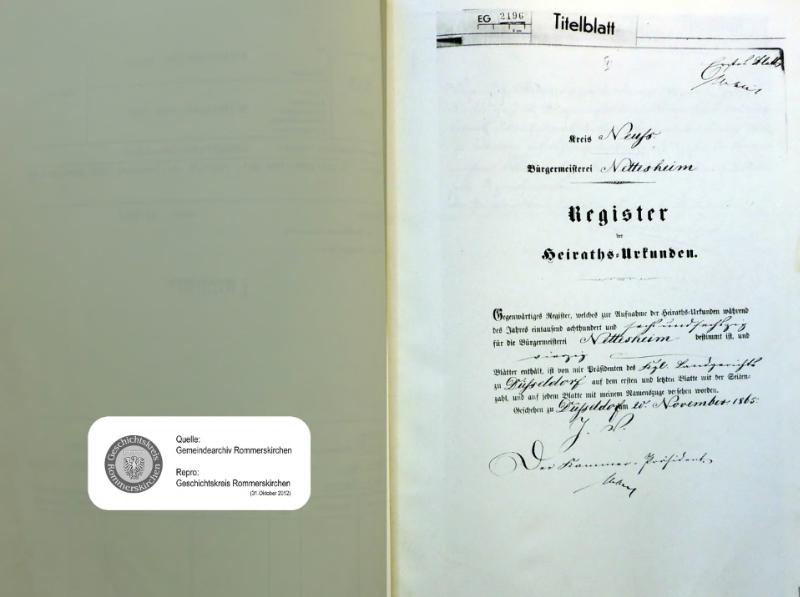 Geschichtskreis Rommerskirchen
Quelle:
Gemeindearchiv Rommerskirchen
Repro:
Geschichtskreis Rommerskirchen
(31.Oktober 2012)
EG 2196
Titelblatt
Kreis Neuß
Bürgermeisterei Nettesheim
Register
der
Heiraths-Urkunden.
Gegenwärtiges Register, welches zur Aufnahme der Heiraths-Urkunden während
des Jahres eintausend achthundert und sechsundsechszig
für die Bürgermeisterei Nettesheim bestimmt ist, und
vierzig
Blätter enthält, ist von mir Präsidenten des Kgl. Landgerichts
zu Düsseldorf auf dem ersten und letzten Blatte mit der Seiten-
zahl, und auf jedem Blatte mit meinem Namenszuge versehen worden.
Geschehen zu Düsseldorf am November 1865.
J. V.
Der Kammer-Präsident